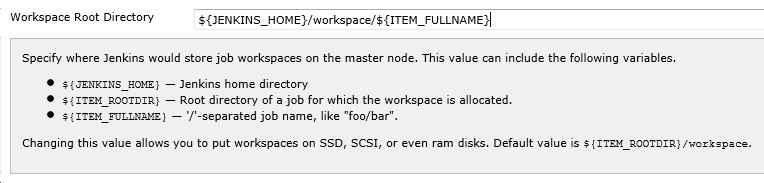 Workspace Root Directory ${JENKINS_HOME}/workspace/${ITEM_FULLNAME}
Specify where Jenkins would store job workspaces on the master node. This value can include the following variables.
• ${JENKINS_HOME} — Jenkins home directory
• ${ITEM_ROOTDIR} — Root directory of a job for which the workspace is allocated.
• ${ITEM_FULLNAME} — '/'-separated job name, like "foo/bar".
Changing this value allows you to put workspaces on SSD, SCSI, or even ram disks. Default value is ${ITEM_ROOTDIR}/workspace.